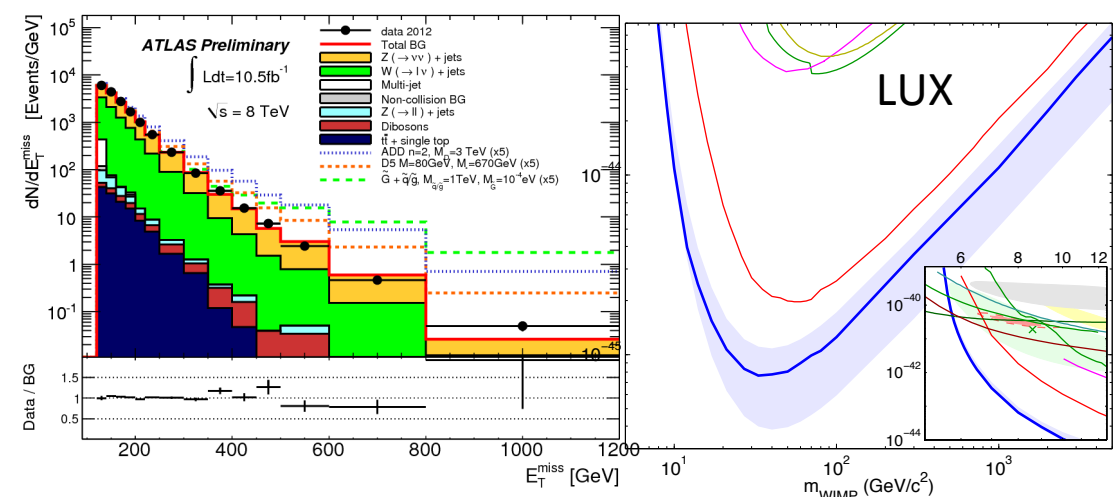 ATLAS Preliminary
∫ Ldt=10.5fb⁻¹
√s = 8 TeV
data 2012
Total BG
Z (→νν) + jets
W (→lν) + jets
Multi-jet
Non-collision BG
Z (→ll) + jets
Dibosons
tt̄ + single top
ADD n=2, M_D=3 TeV (x5)
D5 M=80GeV, M_*=670GeV (x5)
G̃ + q̃/g̃, M_q̃/g̃=1TeV, M_G̃=10⁻⁴eV (x5)
dN/dE_T^miss [Events/GeV]
10⁵
10⁴
10³
10²
10
1
10⁻¹
Data / BG
1.5
1.0
0.5
200 400 600 800 1000 1200
E_T^miss [GeV]
LUX
10⁻⁴⁴
10⁻⁴⁵
10¹ 10² 10³
m_WIMP (GeV/c²)
6 8 10 12
10⁻⁴⁰
10⁻⁴²
10⁻⁴⁴